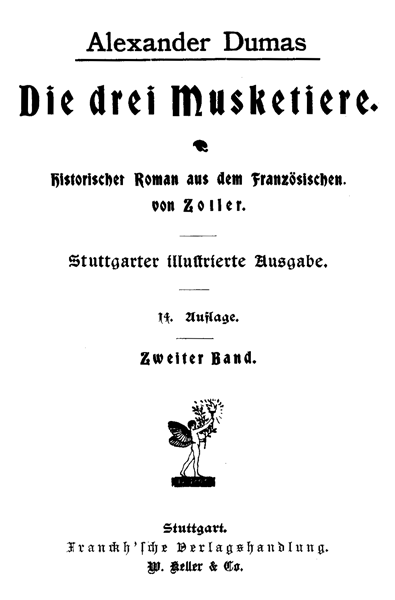 Alexander Dumas
Die drei Musketiere.
Historischer Roman aus dem Französischen.
von Zoller.
Stuttgarter illustrierte Ausgabe.
14. Auflage.
Zweiter Band.
Stuttgart.
Franckh'sche Verlagshandlung.
W. Keller & Co.